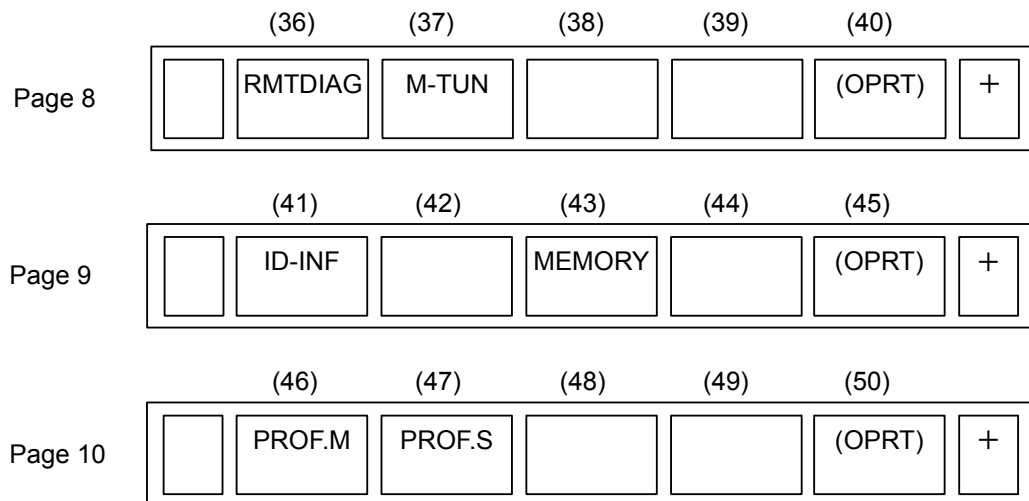 (36) (37) (38) (39) (40)
Page 8 RMTDIAG M-TUN (OPRT) +
(41) (42) (43) (44) (45)
Page 9 ID-INF MEMORY (OPRT) +
(46) (47) (48) (49) (50)
Page 10 PROF.M PROF.S (OPRT) +